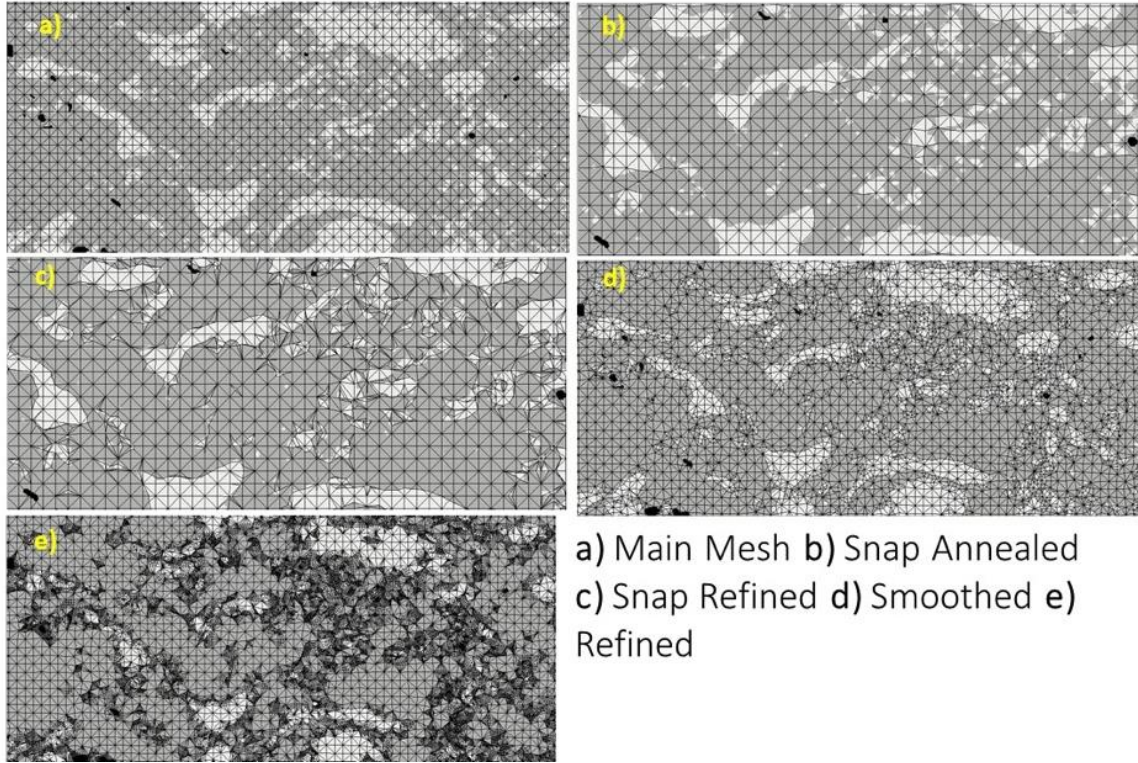 a)
b)
c)
d)
e)
a) Main Mesh b) Snap Annealed
c) Snap Refined d) Smoothed e)
Refined